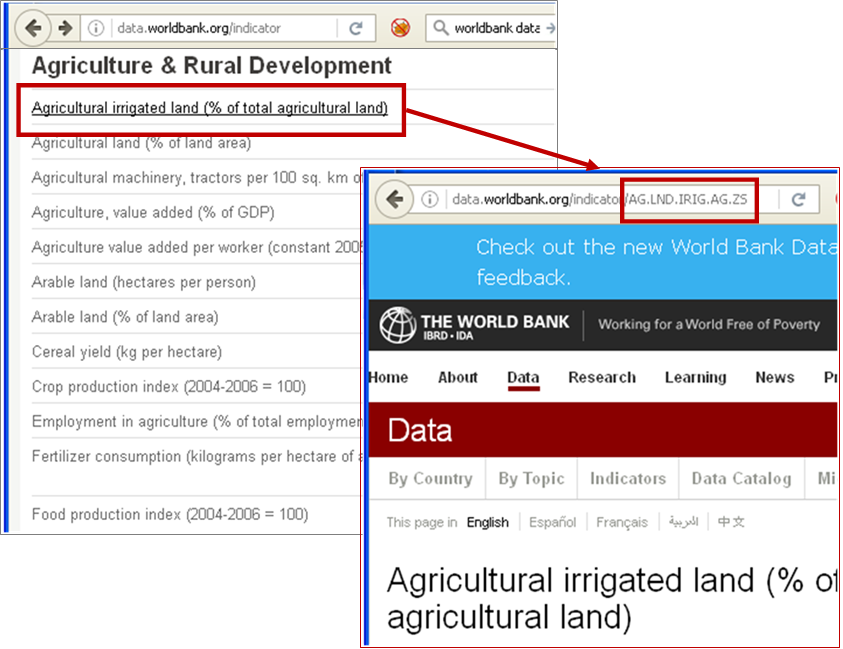 data.worldbank.org/indicator
worldbank data
Agriculture & Rural Development
Agricultural irrigated land (% of total agricultural land)
Agricultural land (% of land area)
Agricultural machinery, tractors per 100 sq. km
Agriculture, value added (% of GDP)
Agriculture value added per worker (constant
Arable land (hectares per person)
Arable land (% of land area)
Cereal yield (kg per hectare)
Crop production index (2004-2006 = 100)
Employment in agriculture (% of total
Fertilizer consumption (kilograms per hectare of
Food production index (2004-2006 = 100)
data.worldbank.org/indicator/AG.LND.IRIG.AG.ZS
Check out the new World Bank Data
feedback.
THE WORLD BANK
IBRD • IDA
Working for a World Free of Poverty
Home About Data Research Learning News
Data
By Country By Topic Indicators Data Catalog
This page in English Español Français العربية 中文
Agricultural irrigated land (% of
agricultural land)